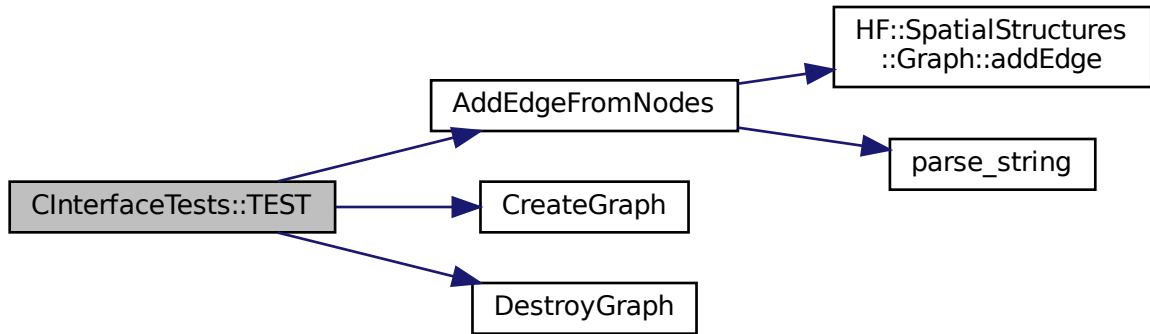 HF::SpatialStructures
::Graph::addEdge
AddEdgeFromNodes
parse_string
CInterfaceTests::TEST
CreateGraph
DestroyGraph